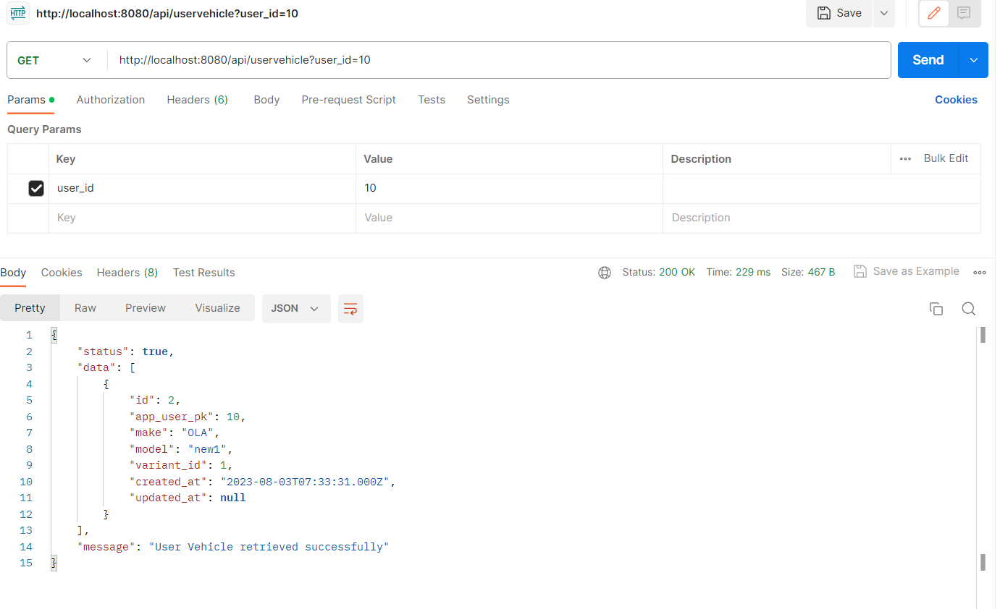 HTTP http://localhost:8080/api/uservehicle?user_id=10 Save
GET http://localhost:8080/api/uservehicle?user_id=10 Send
Params Authorization Headers (6) Body Pre-request Script Tests Settings Cookies
Query Params
Key Value Description ••• Bulk Edit
user_id 10
Key Value Description
Body Cookies Headers (8) Test Results Status: 200 OK Time: 229 ms Size: 467 B Save as Example
Pretty Raw Preview Visualize JSON
1 {
2 "status": true,
3 "data": [
4 {
5 "id": 2,
6 "app_user_pk": 10,
7 "make": "OLA",
8 "model": "new1",
9 "variant_id": 1,
10 "created_at": "2023-08-03T07:33:31.000Z",
11 "updated_at": null
12 }
13 ],
14 "message": "User Vehicle retrieved successfully"
15 }